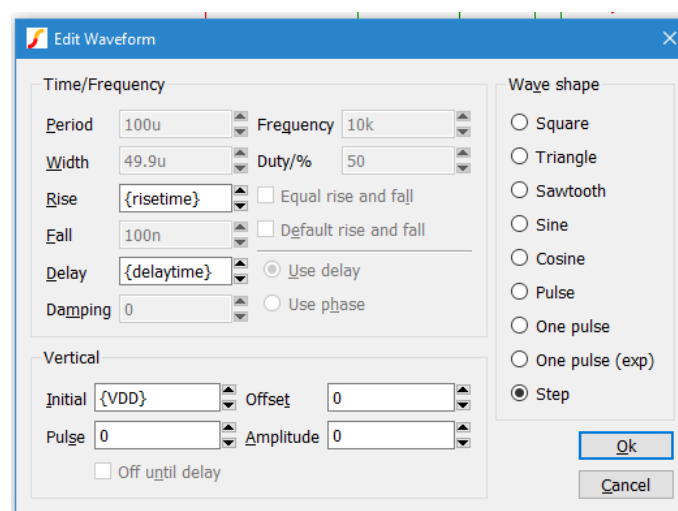 Edit Waveform
Time/Frequency
Period 100u Frequency 10k
Width 49.9u Duty/% 50
Rise {risetime} Equal rise and fall
Fall 100n Default rise and fall
Delay {delaytime} Use delay
Damping 0 Use phase
Vertical
Initial {VDD} Offset 0
Pulse 0 Amplitude 0
Off until delay
Wave shape
Square
Triangle
Sawtooth
Sine
Cosine
Pulse
One pulse
One pulse (exp)
Step
Ok
Cancel